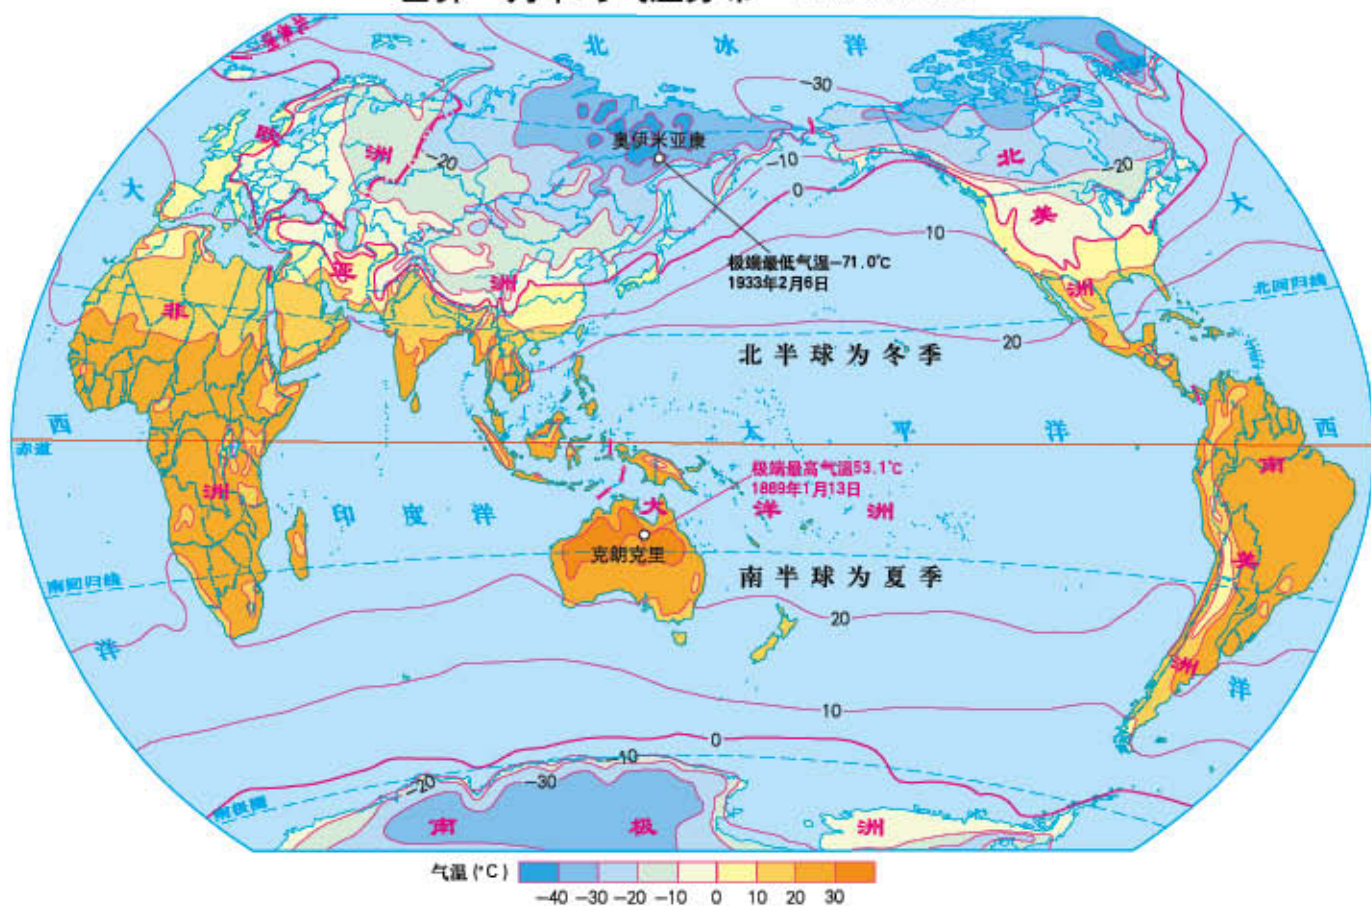 北 冰 洋
-30
奥伊米亚康
欧
洲
-20
-10
0
北
-20
大
大
美
10
极端最低气温-71.0℃
1933年2月6日
亚
洲
洲
北回归线
非
20
北 半 球 为 冬 季
西
太 平 洋
西
赤道
极端最高气温53.1℃
1889年1月13日
南
洲
印 度 洋
大 洋 洲
克朗克里
南回归线
南 半 球 为 夏 季
美
20
洋
洲
洋
10
0
-10
-20
-30
南极圈
南 极 洲
气温 (°C)
-40 -30 -20 -10 0 10 20 30